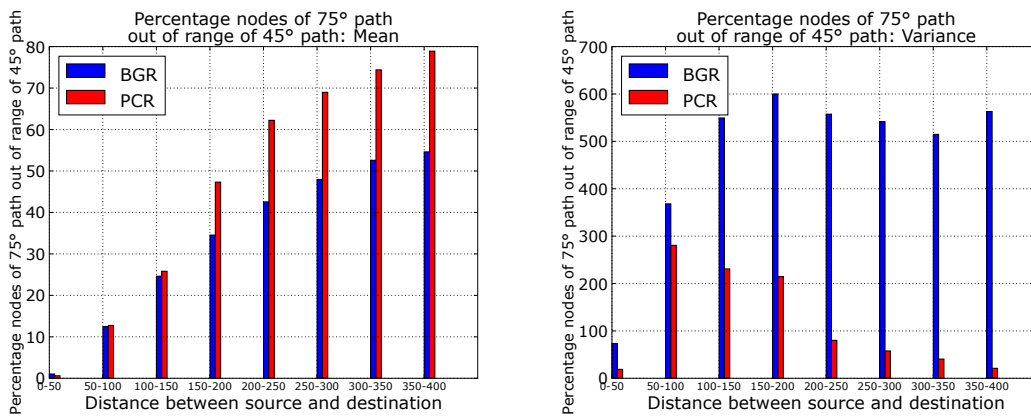 Percentage nodes of 75° path
out of range of 45° path: Mean
Percentage nodes of 75° path out of range of 45° path
80
70
60
50
40
30
20
10
0
BGR
PCR
0-50 50-100 100-150 150-200 200-250 250-300 300-350 350-400
Distance between source and destination
Percentage nodes of 75° path
out of range of 45° path: Variance
Percentage nodes of 75° path out of range of 45° path
700
600
500
400
300
200
100
0
BGR
PCR
0-50 50-100 100-150 150-200 200-250 250-300 300-350 350-400
Distance between source and destination